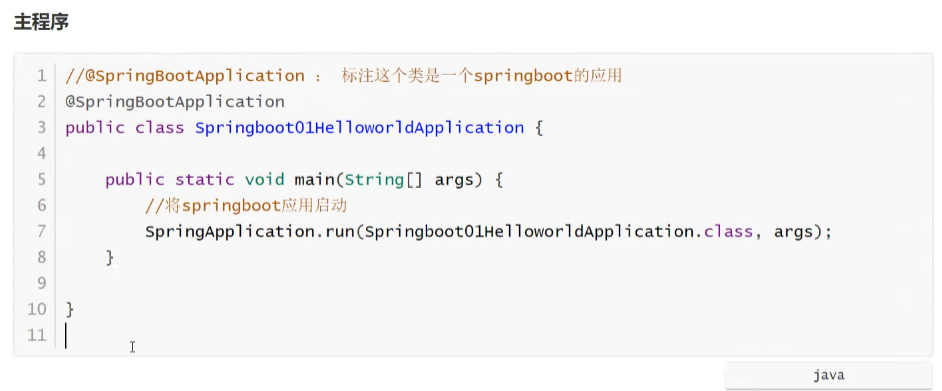 主程序
1 //@SpringBootApplication ： 标注这个类是一个springboot的应用
2 @SpringBootApplication
3 public class Springboot01HelloworldApplication {
4
5     public static void main(String[] args) {
6         //将springboot应用启动
7         SpringApplication.run(Springboot01HelloworldApplication.class, args);
8     }
9
10 }
11
java